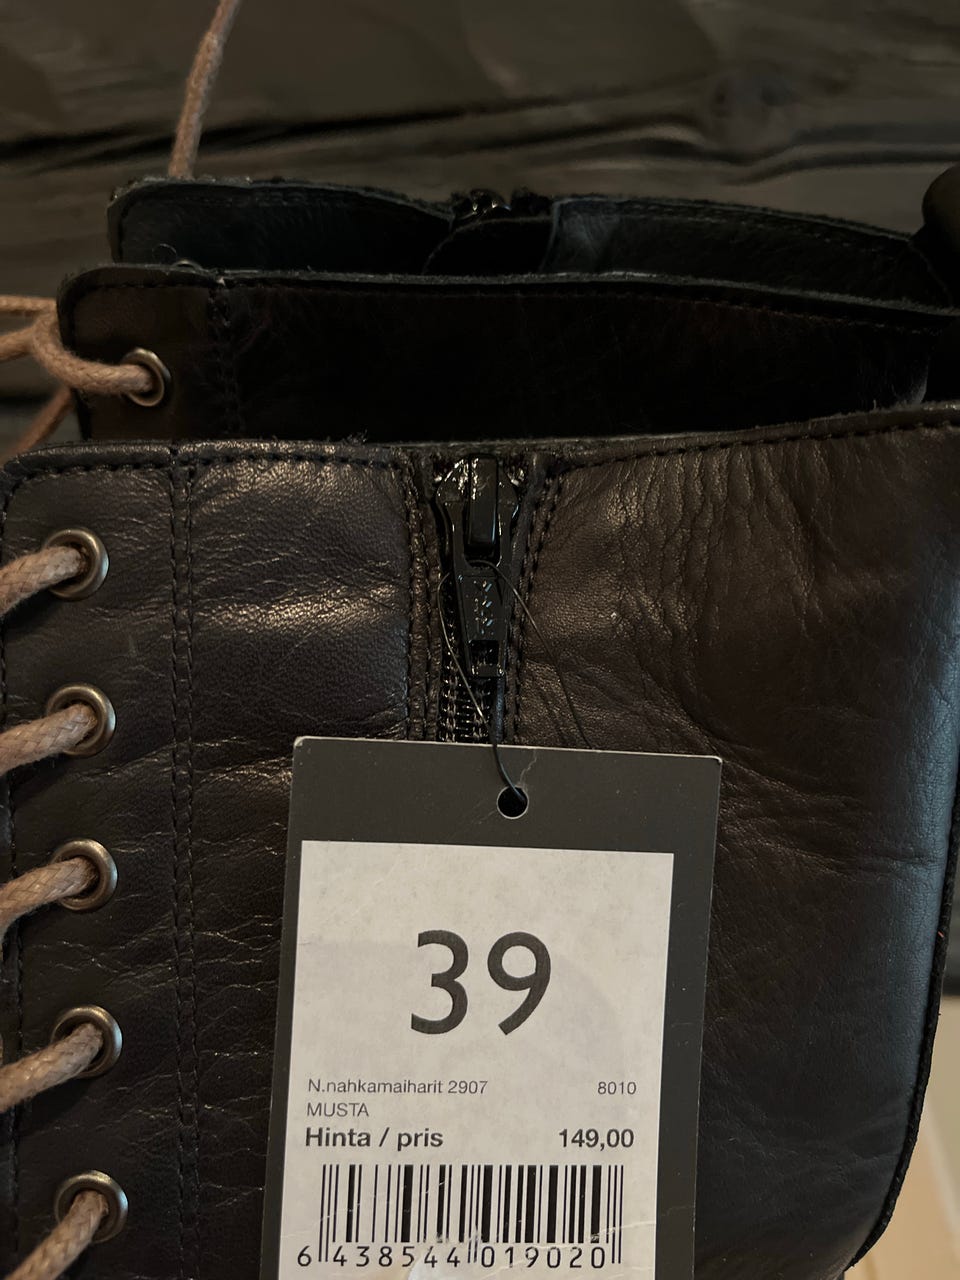 39
N.nahkamaiharit 2907 8010
MUSTA
Hinta / pris 149,00
6 438544 019020